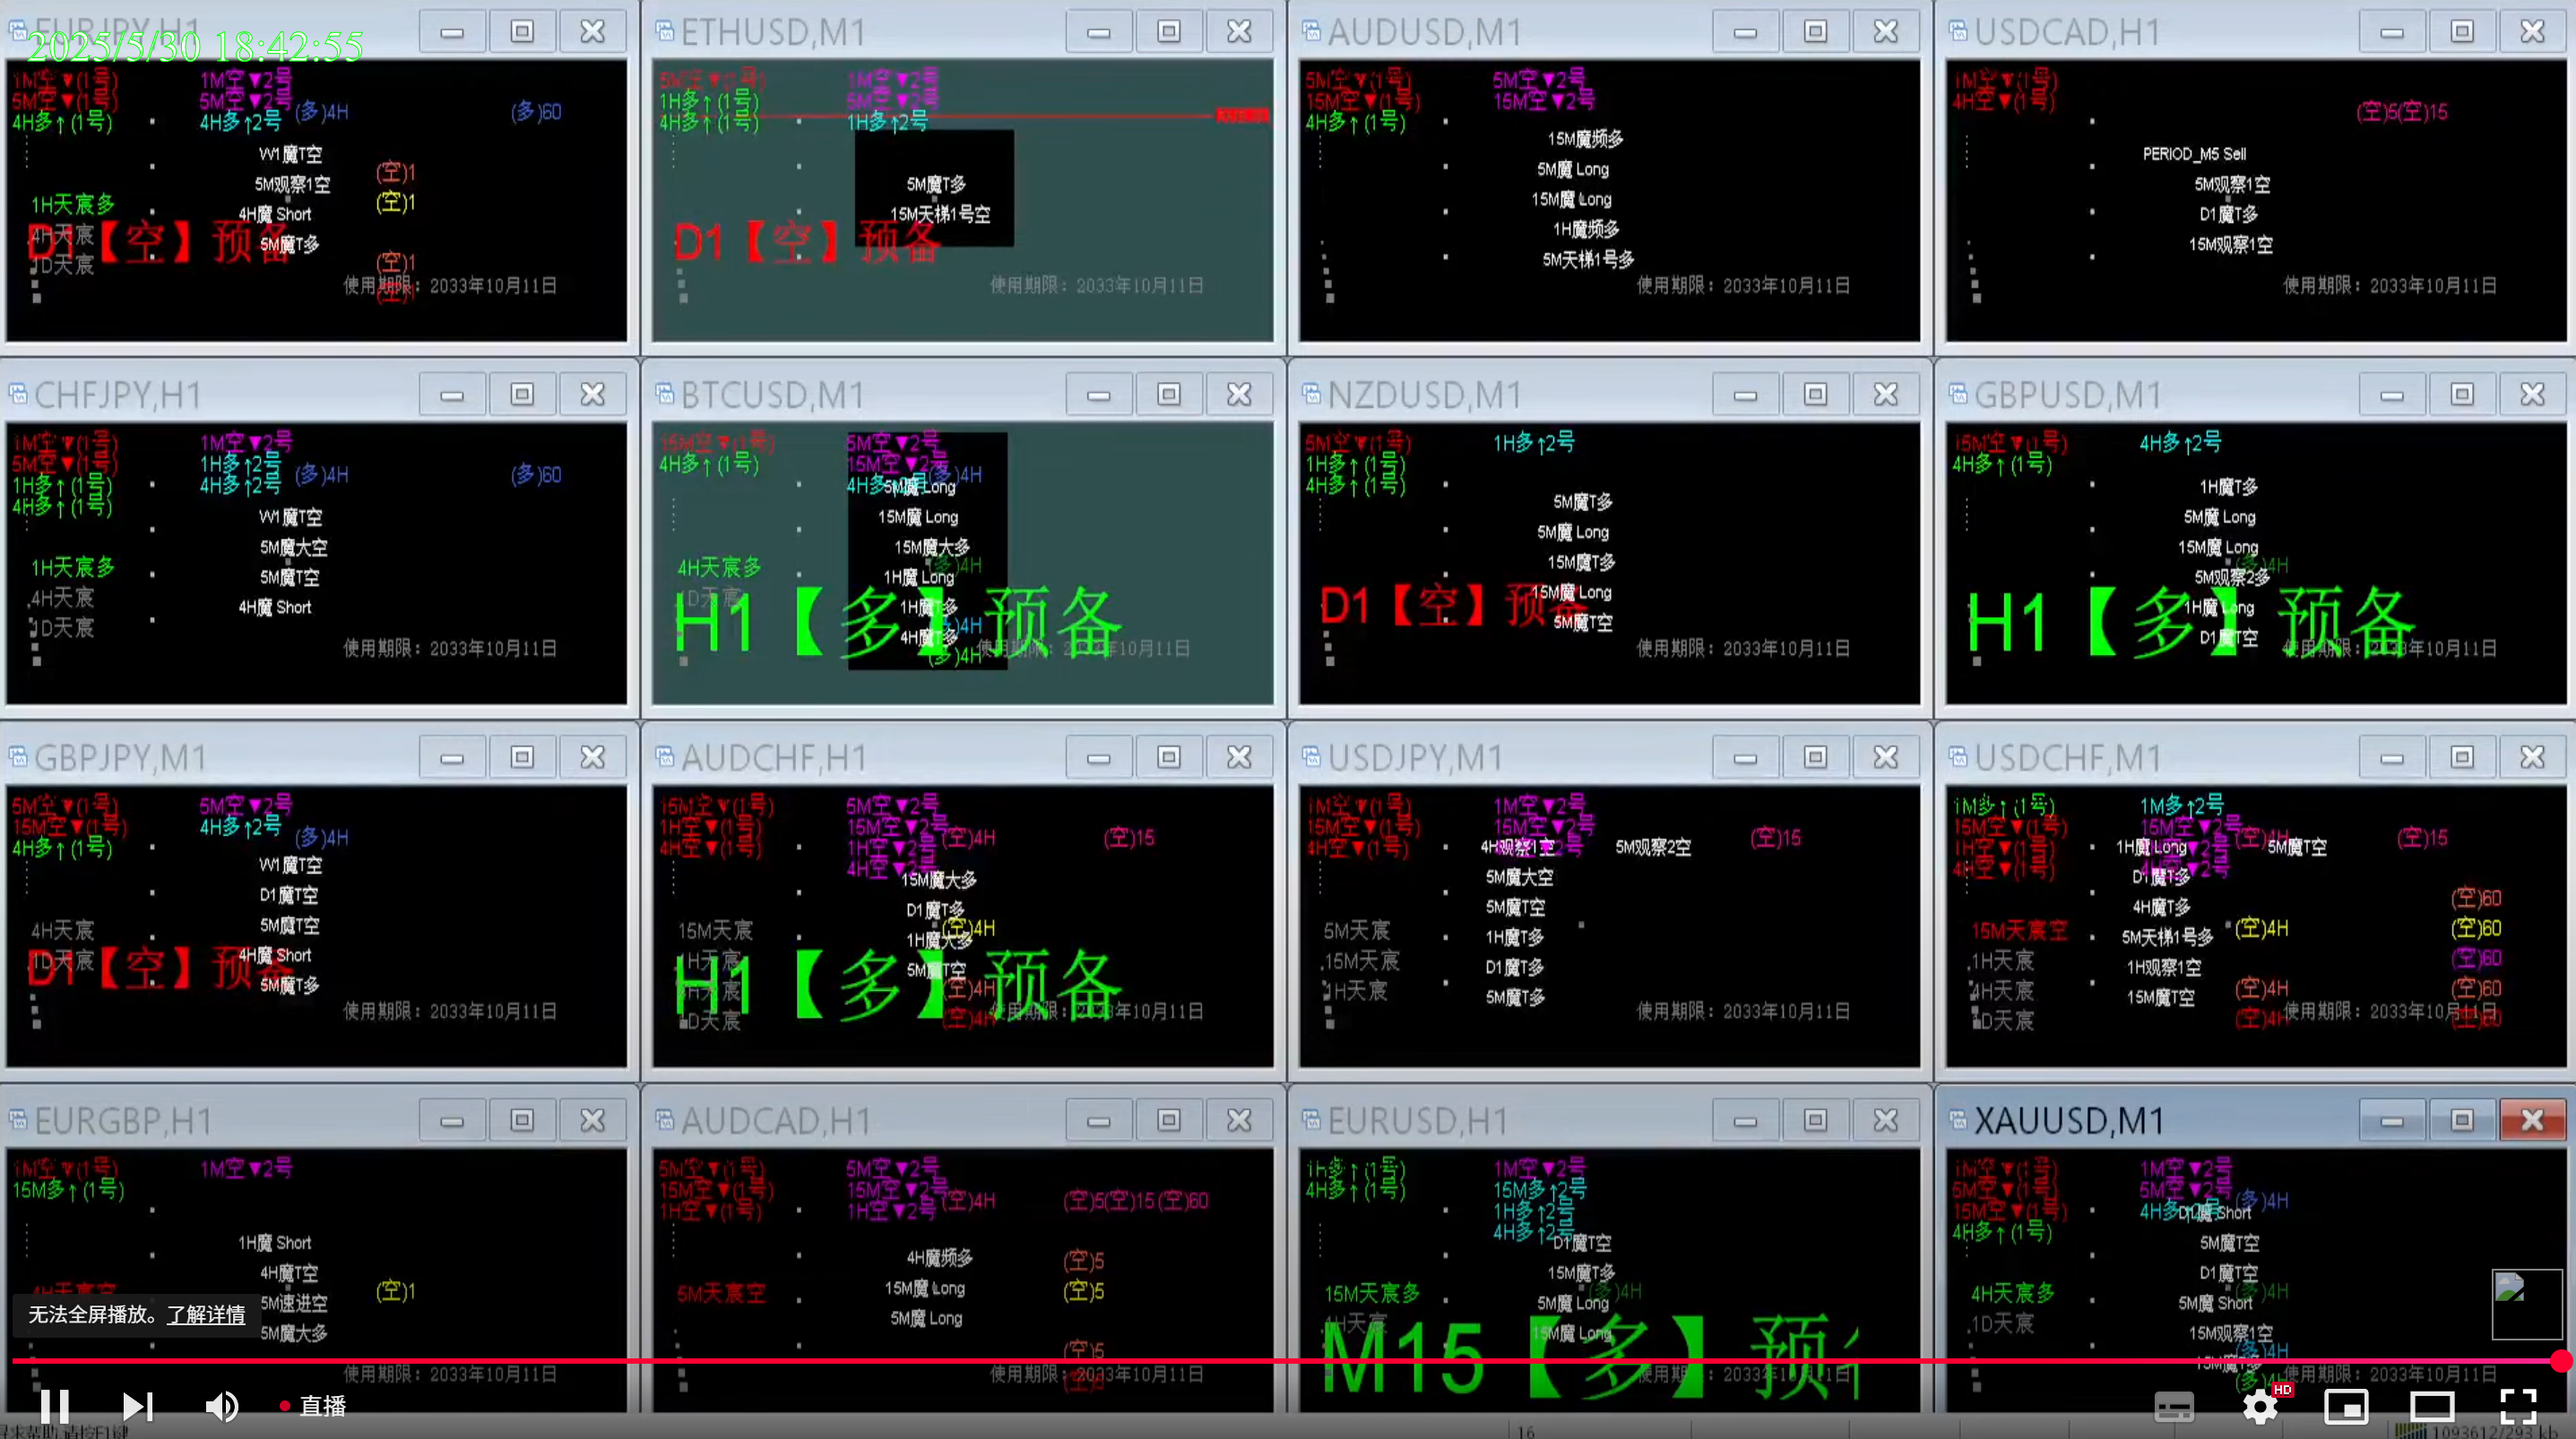 EURJPY,H1
2025/5/30 18:42:55
1M空▼(1号)
5M空▼(1号)
4H多↑(1号)
1M空▼2号
5M空▼2号
4H多↑2号
(多)4H
(多)60
W1魔T空
5M观察1空
4H魔 Short
5M魔T多
(空)1
(空)1
(空)1
(空)1
1H天宸多
4H天宸
1D天宸
D1【空】预备
使用期限：2033年10月11日
ETHUSD,M1
5M空▼(1号)
1H多↑(1号)
4H多↑(1号)
1M空▼2号
5M空▼2号
1H多↑2号
5M魔T多
15M天梯1号空
D1【空】预备
使用期限：2033年10月11日
AUDUSD,M1
5M空▼(1号)
15M空▼(1号)
4H多↑(1号)
5M空▼2号
15M空▼2号
15M魔频多
5M魔 Long
15M魔 Long
1H魔频多
5M天梯1号多
使用期限：2033年10月11日
USDCAD,H1
1M空▼(1号)
4H空▼(1号)
(空)5(空)15
PERIOD_M5 Sell
5M观察1空
D1魔T多
15M观察1空
使用期限：2033年10月11日
CHFJPY,H1
1M空▼(1号)
5M空▼(1号)
1H多↑(1号)
4H多↑(1号)
1M空▼2号
1H多↑2号
4H多↑2号
(多)4H
(多)60
W1魔T空
5M魔大空
5M魔T空
4H魔 Short
1H天宸多
4H天宸
1D天宸
使用期限：2033年10月11日
BTCUSD,M1
15M空▼(1号)
4H多↑(1号)
5M空▼2号
15M空▼2号
(多)4H
5M魔 Long
15M魔 Long
15M魔大多
1H魔 Long
1H魔T多
4H魔T多
(多)4H
(多)4H
4H天宸多
1D天宸
H1【多】预备
使用期限：2033年10月11日
NZDUSD,M1
5M空▼(1号)
1H多↑(1号)
4H多↑(1号)
1H多↑2号
5M魔T多
5M魔 Long
15M魔T多
15M魔 Long
5M魔T空
D1【空】预备
使用期限：2033年10月11日
GBPUSD,M1
15M空▼(1号)
4H多↑(1号)
4H多↑2号
1H魔T多
5M魔 Long
15M魔 Long
(多)4H
5M观察2多
1H魔 Long
D1魔T空
H1【多】预备
使用期限：2033年10月11日
GBPJPY,M1
5M空▼(1号)
15M空▼(1号)
4H多↑(1号)
5M空▼2号
4H多↑2号
(多)4H
W1魔T空
D1魔T空
5M魔T空
4H魔 Short
5M魔T多
4H天宸
1D天宸
D1【空】预备
使用期限：2033年10月11日
AUDCHF,H1
15M空▼(1号)
1H空▼(1号)
4H空▼(1号)
5M空▼2号
15M空▼2号
1H空▼2号
4H空▼2号
(空)4H
(空)15
15M魔大多
D1魔T多
(空)4H
1H魔大多
5M魔T空
(空)4H
(空)4H
15M天宸
1H天宸
4H天宸
1D天宸
H1【多】预备
使用期限：2033年10月11日
USDJPY,M1
1M空▼(1号)
15M空▼(1号)
4H空▼(1号)
1M空▼2号
15M空▼2号
4H观察1空
5M观察2空
(空)15
5M魔大空
5M魔T空
1H魔T多
D1魔T多
5M魔T多
5M天宸
15M天宸
1H天宸
使用期限：2033年10月11日
USDCHF,M1
1M多↑(1号)
15M空▼(1号)
1H空▼(1号)
4H空▼(1号)
1M多↑2号
15M空▼2号
4H空▼2号
(空)4H
(空)15
1H魔 Long
5M魔T空
D1魔T多
4H魔T多
5M天梯1号多
1H观察1空
15M魔T空
(空)60
(空)4H
(空)60
(空)60
(空)4H
(空)60
(空)4H
(空)60
15M天宸空
1H天宸
4H天宸
1D天宸
使用期限：2033年10月11日
EURGBP,H1
1M空▼(1号)
15M多↑(1号)
1M空▼2号
1H魔 Short
4H魔T空
5M速进空
5M魔大多
(空)1
4H天宸空
使用期限：2033年10月11日
AUDCAD,H1
5M空▼(1号)
15M空▼(1号)
1H空▼(1号)
5M空▼2号
15M空▼2号
1H空▼2号
(空)4H
(空)5(空)15(空)60
4H魔频多
15M魔 Long
5M魔 Long
(空)5
(空)5
(空)5
5M天宸空
使用期限：2033年10月11日
EURUSD,H1
1H多↑(1号)
4H多↑(1号)
1M空▼2号
15M多↑2号
1H多↑2号
4H多↑2号
D1魔T空
15M魔T多
(多)4H
5M魔 Long
15M魔 Long
15M天宸多
1H天宸
M15【多】预
使用期限：2033年10月11日
XAUUSD,M1
1M空▼(1号)
5M空▼(1号)
15M空▼(1号)
4H多↑(1号)
1M空▼2号
5M空▼2号
(多)4H
D1魔 Short
5M魔T空
D1魔T空
(多)4H
5M魔 Short
15M观察1空
(多)4H
4H天宸多
1D天宸
使用期限：2033年10月11日
无法全屏播放。了解详情
直播
HD
16
1093612/293 kb